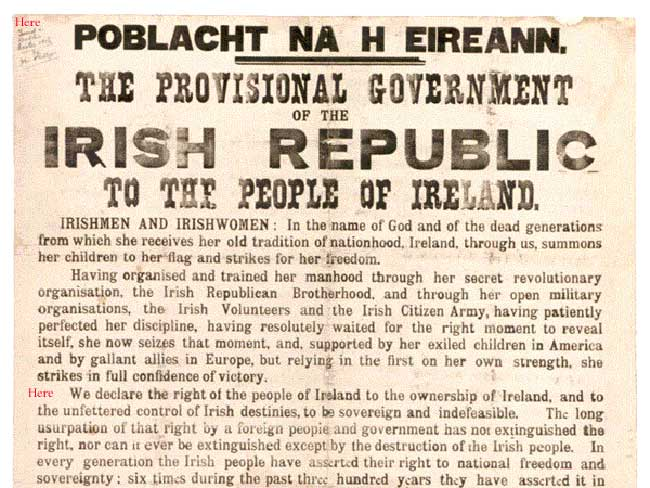 Here
POBLACHT NA H EIREANN.
THE PROVISIONAL GOVERNMENT
OF THE
IRISH REPUBLIC
TO THE PEOPLE OF IRELAND.
IRISHMEN AND IRISHWOMEN: In the name of God and of the dead generations
from which she receives her old tradition of nationhood, Ireland, through us, summons
her children to her flag and strikes for her freedom.
Having organised and trained her manhood through her secret revolutionary
organisation, the Irish Republican Brotherhood, and through her open military
organisations, the Irish Volunteers and the Irish Citizen Army, having patiently
perfected her discipline, having resolutely waited for the right moment to reveal
itself, she now seizes that moment, and, supported by her exiled children in America
and by gallant allies in Europe, but relying in the first on her own strength, she
strikes in full confidence of victory.
Here
We declare the right of the people of Ireland to the ownership of Ireland, and to
the unfettered control of Irish destinies, to be sovereign and indefeasible. The long
usurpation of that right by a foreign people and government has not extinguished the
right, nor can it ever be extinguished except by the destruction of the Irish people. In
every generation the Irish people have asserted their right to national freedom and
sovereignty; six times during the past three hundred years they have asserted it in